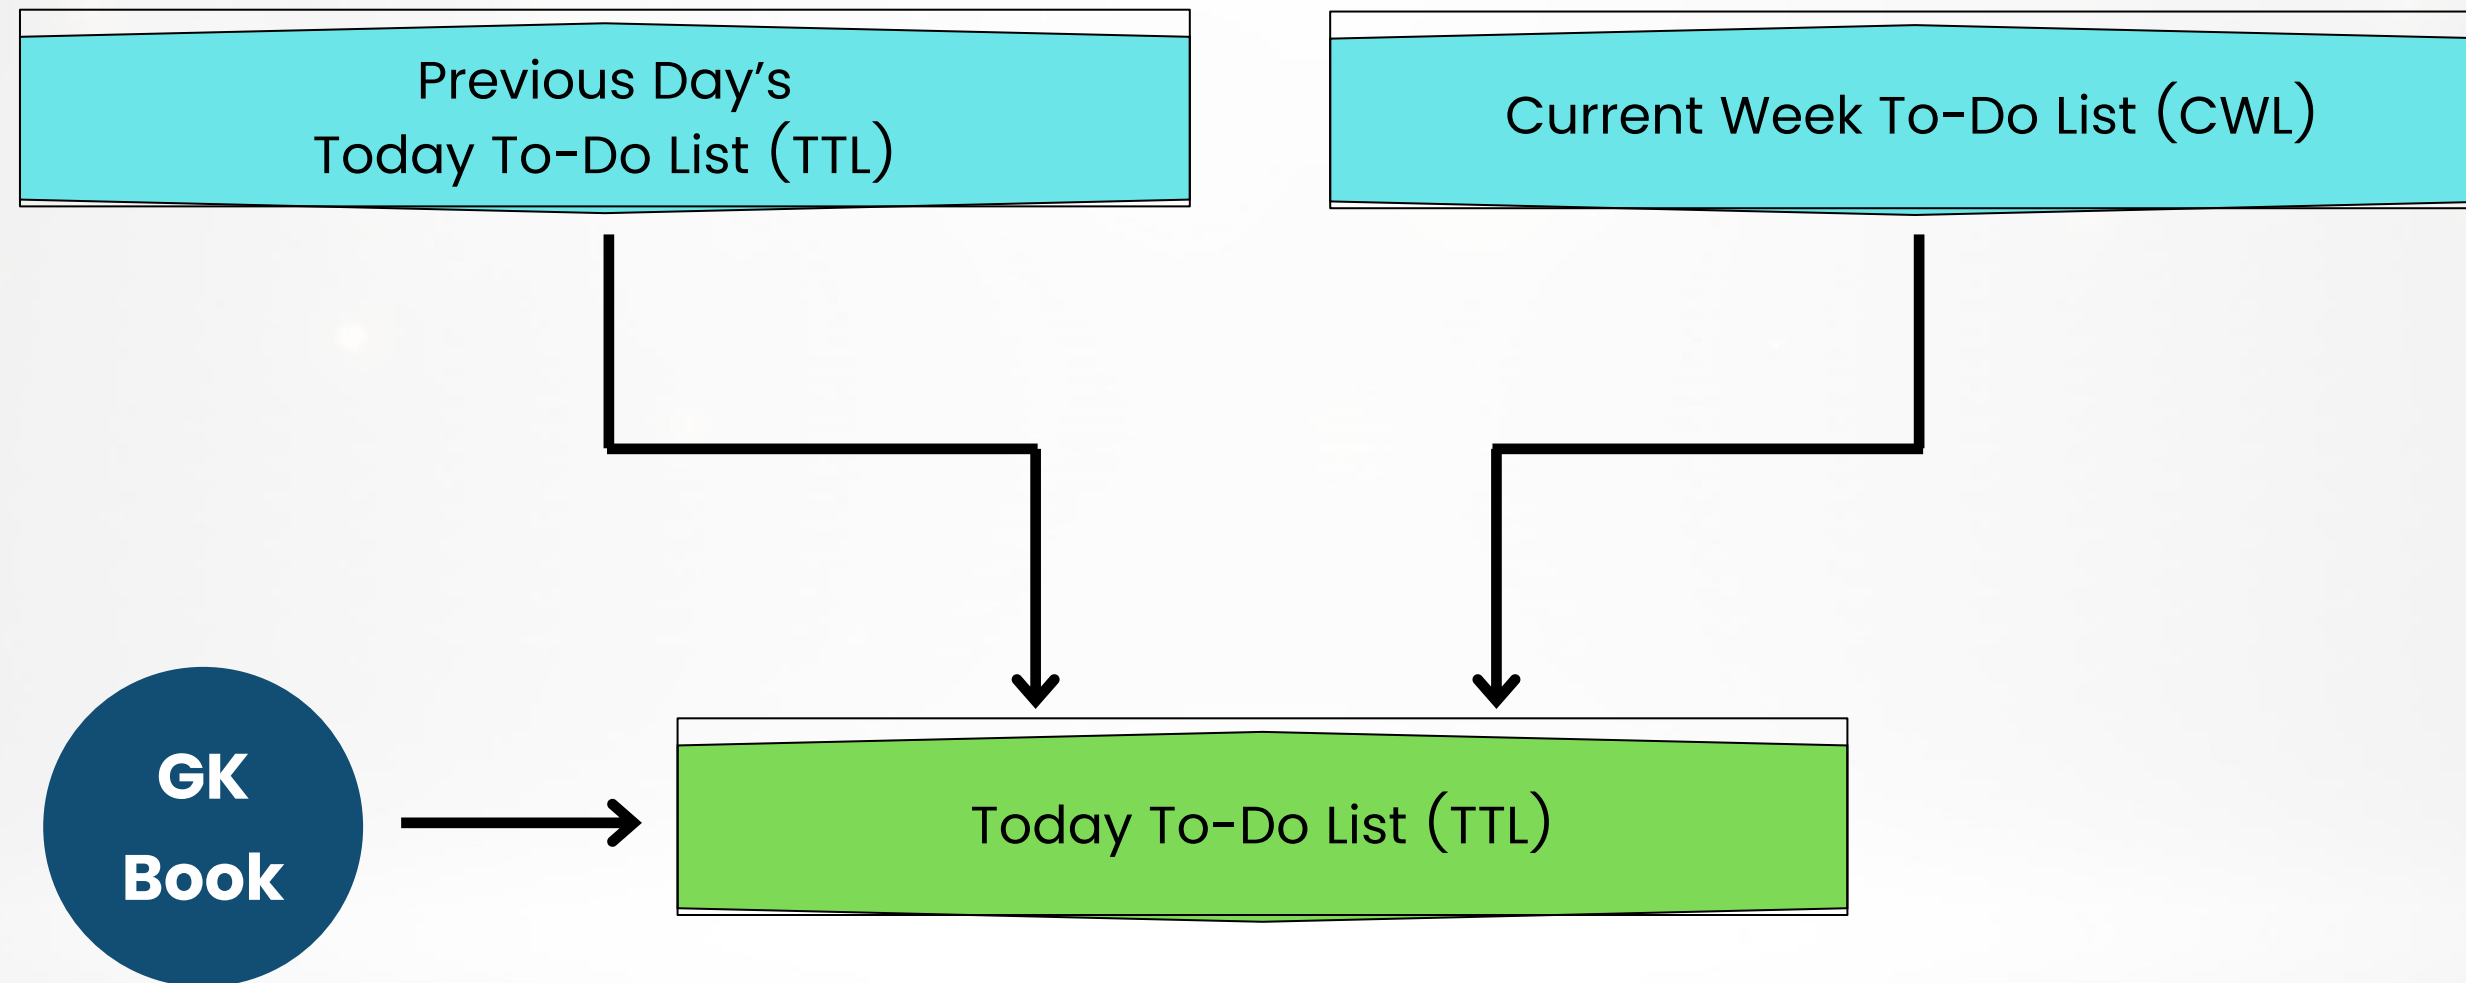 Previous Day’s
Today To-Do List (TTL)
Current Week To-Do List (CWL)
GK
Book
Today To-Do List (TTL)